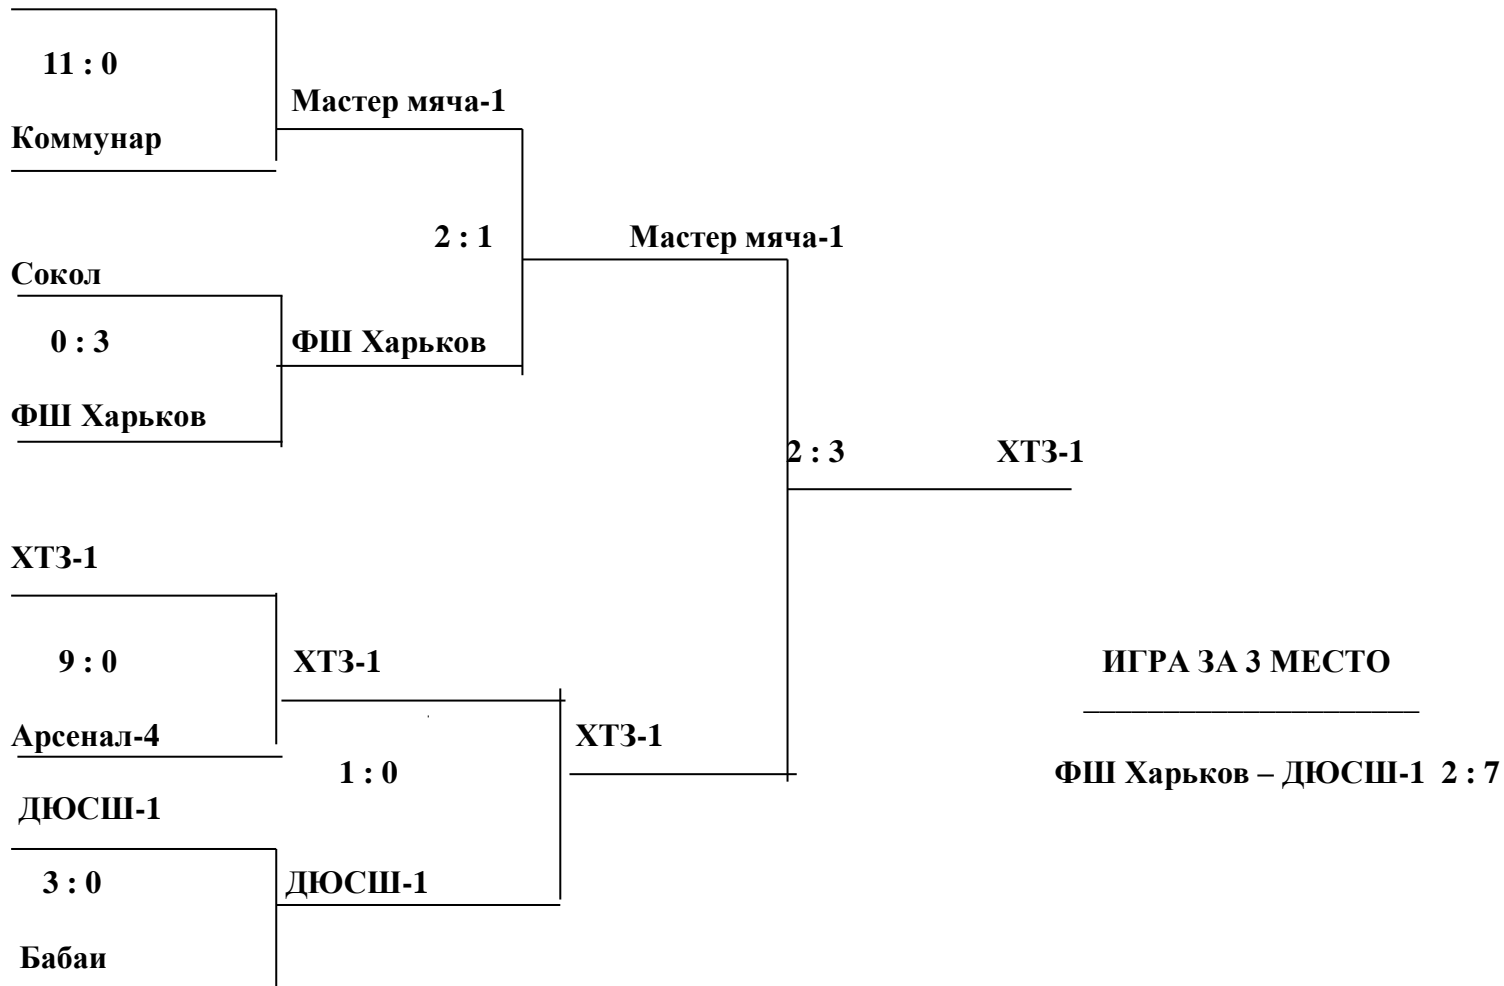 11 : 0
Мастер мяча-1
Коммунар
2 : 1
Мастер мяча-1
Сокол
0 : 3
ФШ Харьков
ФШ Харьков
2 : 3
ХТЗ-1
ХТЗ-1
9 : 0
ХТЗ-1
ИГРА ЗА 3 МЕСТО
Арсенал-4
ХТЗ-1
1 : 0
ФШ Харьков – ДЮСШ-1 2 : 7
ДЮСШ-1
3 : 0
ДЮСШ-1
Бабаи